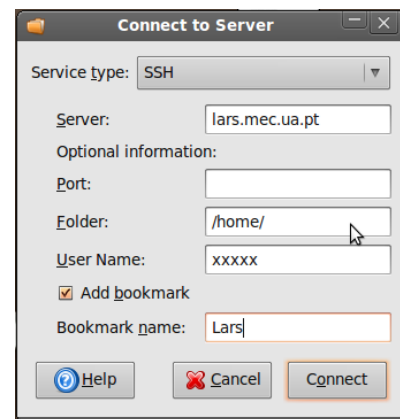 Connect to Server
Service type: SSH
Server: lars.mec.ua.pt
Optional information:
Port:
Folder: /home/
User Name: xxxxx
Add bookmark
Bookmark name: Lars
Help Cancel Connect